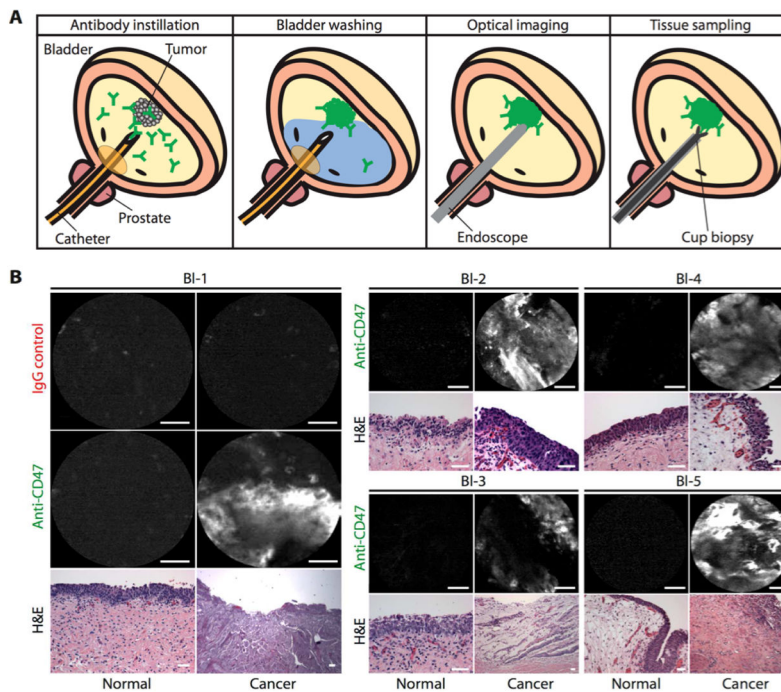 A
Antibody instillation
Bladder washing
Optical imaging
Tissue sampling
Bladder
Tumor
Prostate
Catheter
Endoscope
Cup biopsy
B
Bl-1
IgG control
Anti-CD47
H&E
Normal
Cancer
Bl-2
Bl-4
Anti-CD47
H&E
Bl-3
Bl-5
Anti-CD47
H&E
Normal
Cancer
Normal
Cancer